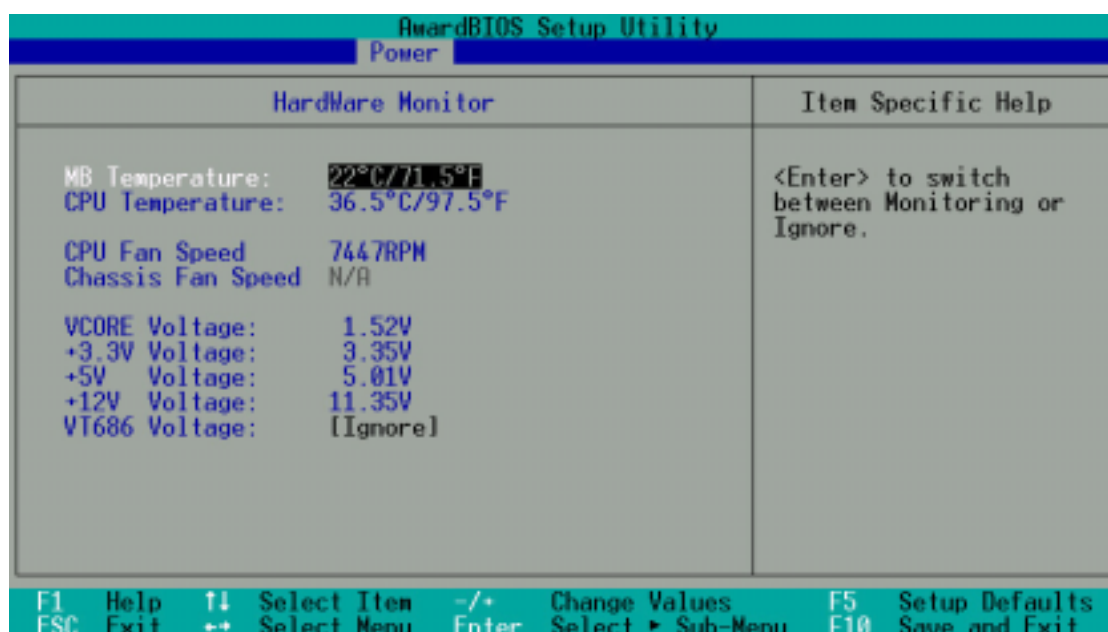 AwardBIOS Setup Utility
Power
HardWare Monitor
Item Specific Help
MB Temperature: 22°C/71.5°F
CPU Temperature: 36.5°C/97.5°F
CPU Fan Speed 7447RPM
Chassis Fan Speed N/A
VCORE Voltage: 1.52V
+3.3V Voltage: 3.35V
+5V Voltage: 5.01V
+12V Voltage: 11.35V
VT686 Voltage: [Ignore]
<Enter> to switch
between Monitoring or
Ignore.
F1 Help ↑↓ Select Item -/+ Change Values F5 Setup Defaults
ESC Exit ←→ Select Menu Enter Select ► Sub-Menu F10 Save and Exit